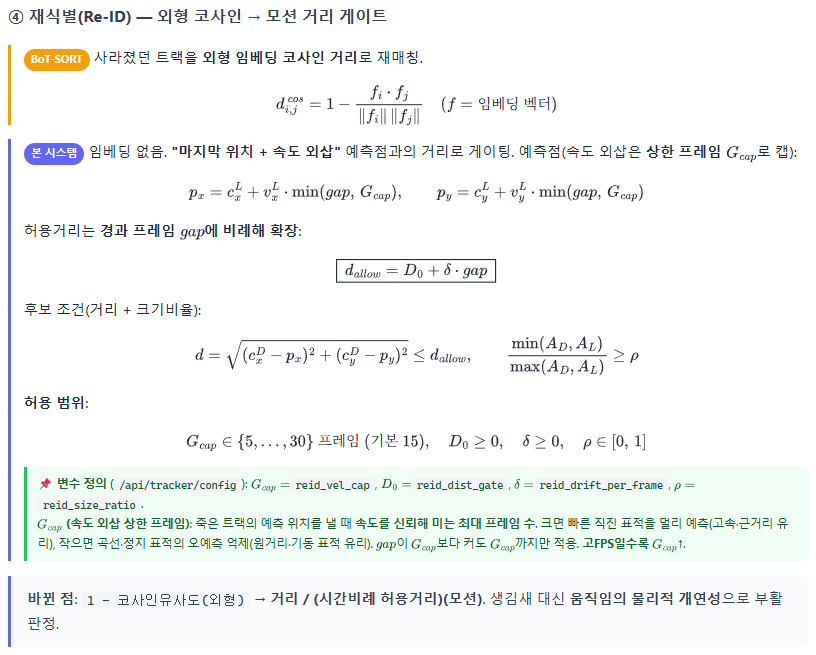 ④ 재식별(Re-ID) — 외형 코사인 → 모션 거리 게이트
BoT-SORT 사라졌던 트랙을 외형 임베딩 코사인 거리로 재매칭.
$d_{i,j}^{cos} = 1 - \frac{f_i \cdot f_j}{\|f_i\| \|f_j\|}$ ($f$ = 임베딩 벡터)
본 시스템 임베딩 없음. "마지막 위치 + 속도 외삽" 예측점과의 거리로 게이팅. 예측점(속도 외삽은 상한 프레임 $G_{cap}$로 캡):
$p_x = c_x^L + v_x^L \cdot \min(gap, G_{cap}), \quad p_y = c_y^L + v_y^L \cdot \min(gap, G_{cap})$
허용거리는 경과 프레임 $gap$에 비례해 확장:
$d_{allow} = D_0 + \delta \cdot gap$
후보 조건(거리 + 크기비율):
$d = \sqrt{(c_x^D - p_x)^2 + (c_y^D - p_y)^2} \le d_{allow}, \quad \frac{\min(A_D, A_L)}{\max(A_D, A_L)} \ge \rho$
허용 범위:
$G_{cap} \in \{5, \ldots, 30\}$ 프레임 (기본 15), $D_0 \ge 0, \quad \delta \ge 0, \quad \rho \in [0, 1]$
📌 변수 정의 ( /api/tracker/config ): $G_{cap}$ = reid_vel_cap , $D_0$ = reid_dist_gate , $\delta$ = reid_drift_per_frame , $\rho$ =
reid_size_ratio .
$G_{cap}$ (속도 외삽 상한 프레임): 죽은 트랙의 예측 위치를 낼 때 속도를 신뢰해 미는 최대 프레임 수. 크면 빠른 직진 표적을 멀리 예측(고속·근거리 유
리), 작으면 곡선·정지 표적의 오예측 억제(원거리·기동 표적 유리). $gap$이 $G_{cap}$보다 커도 $G_{cap}$까지만 적용. 고FPS일수록 $G_{cap}$↑.
바뀐 점: 1 − 코사인유사도(외형) → 거리 / (시간비례 허용거리)(모션). 생김새 대신 움직임의 물리적 개연성으로 부활
판정.